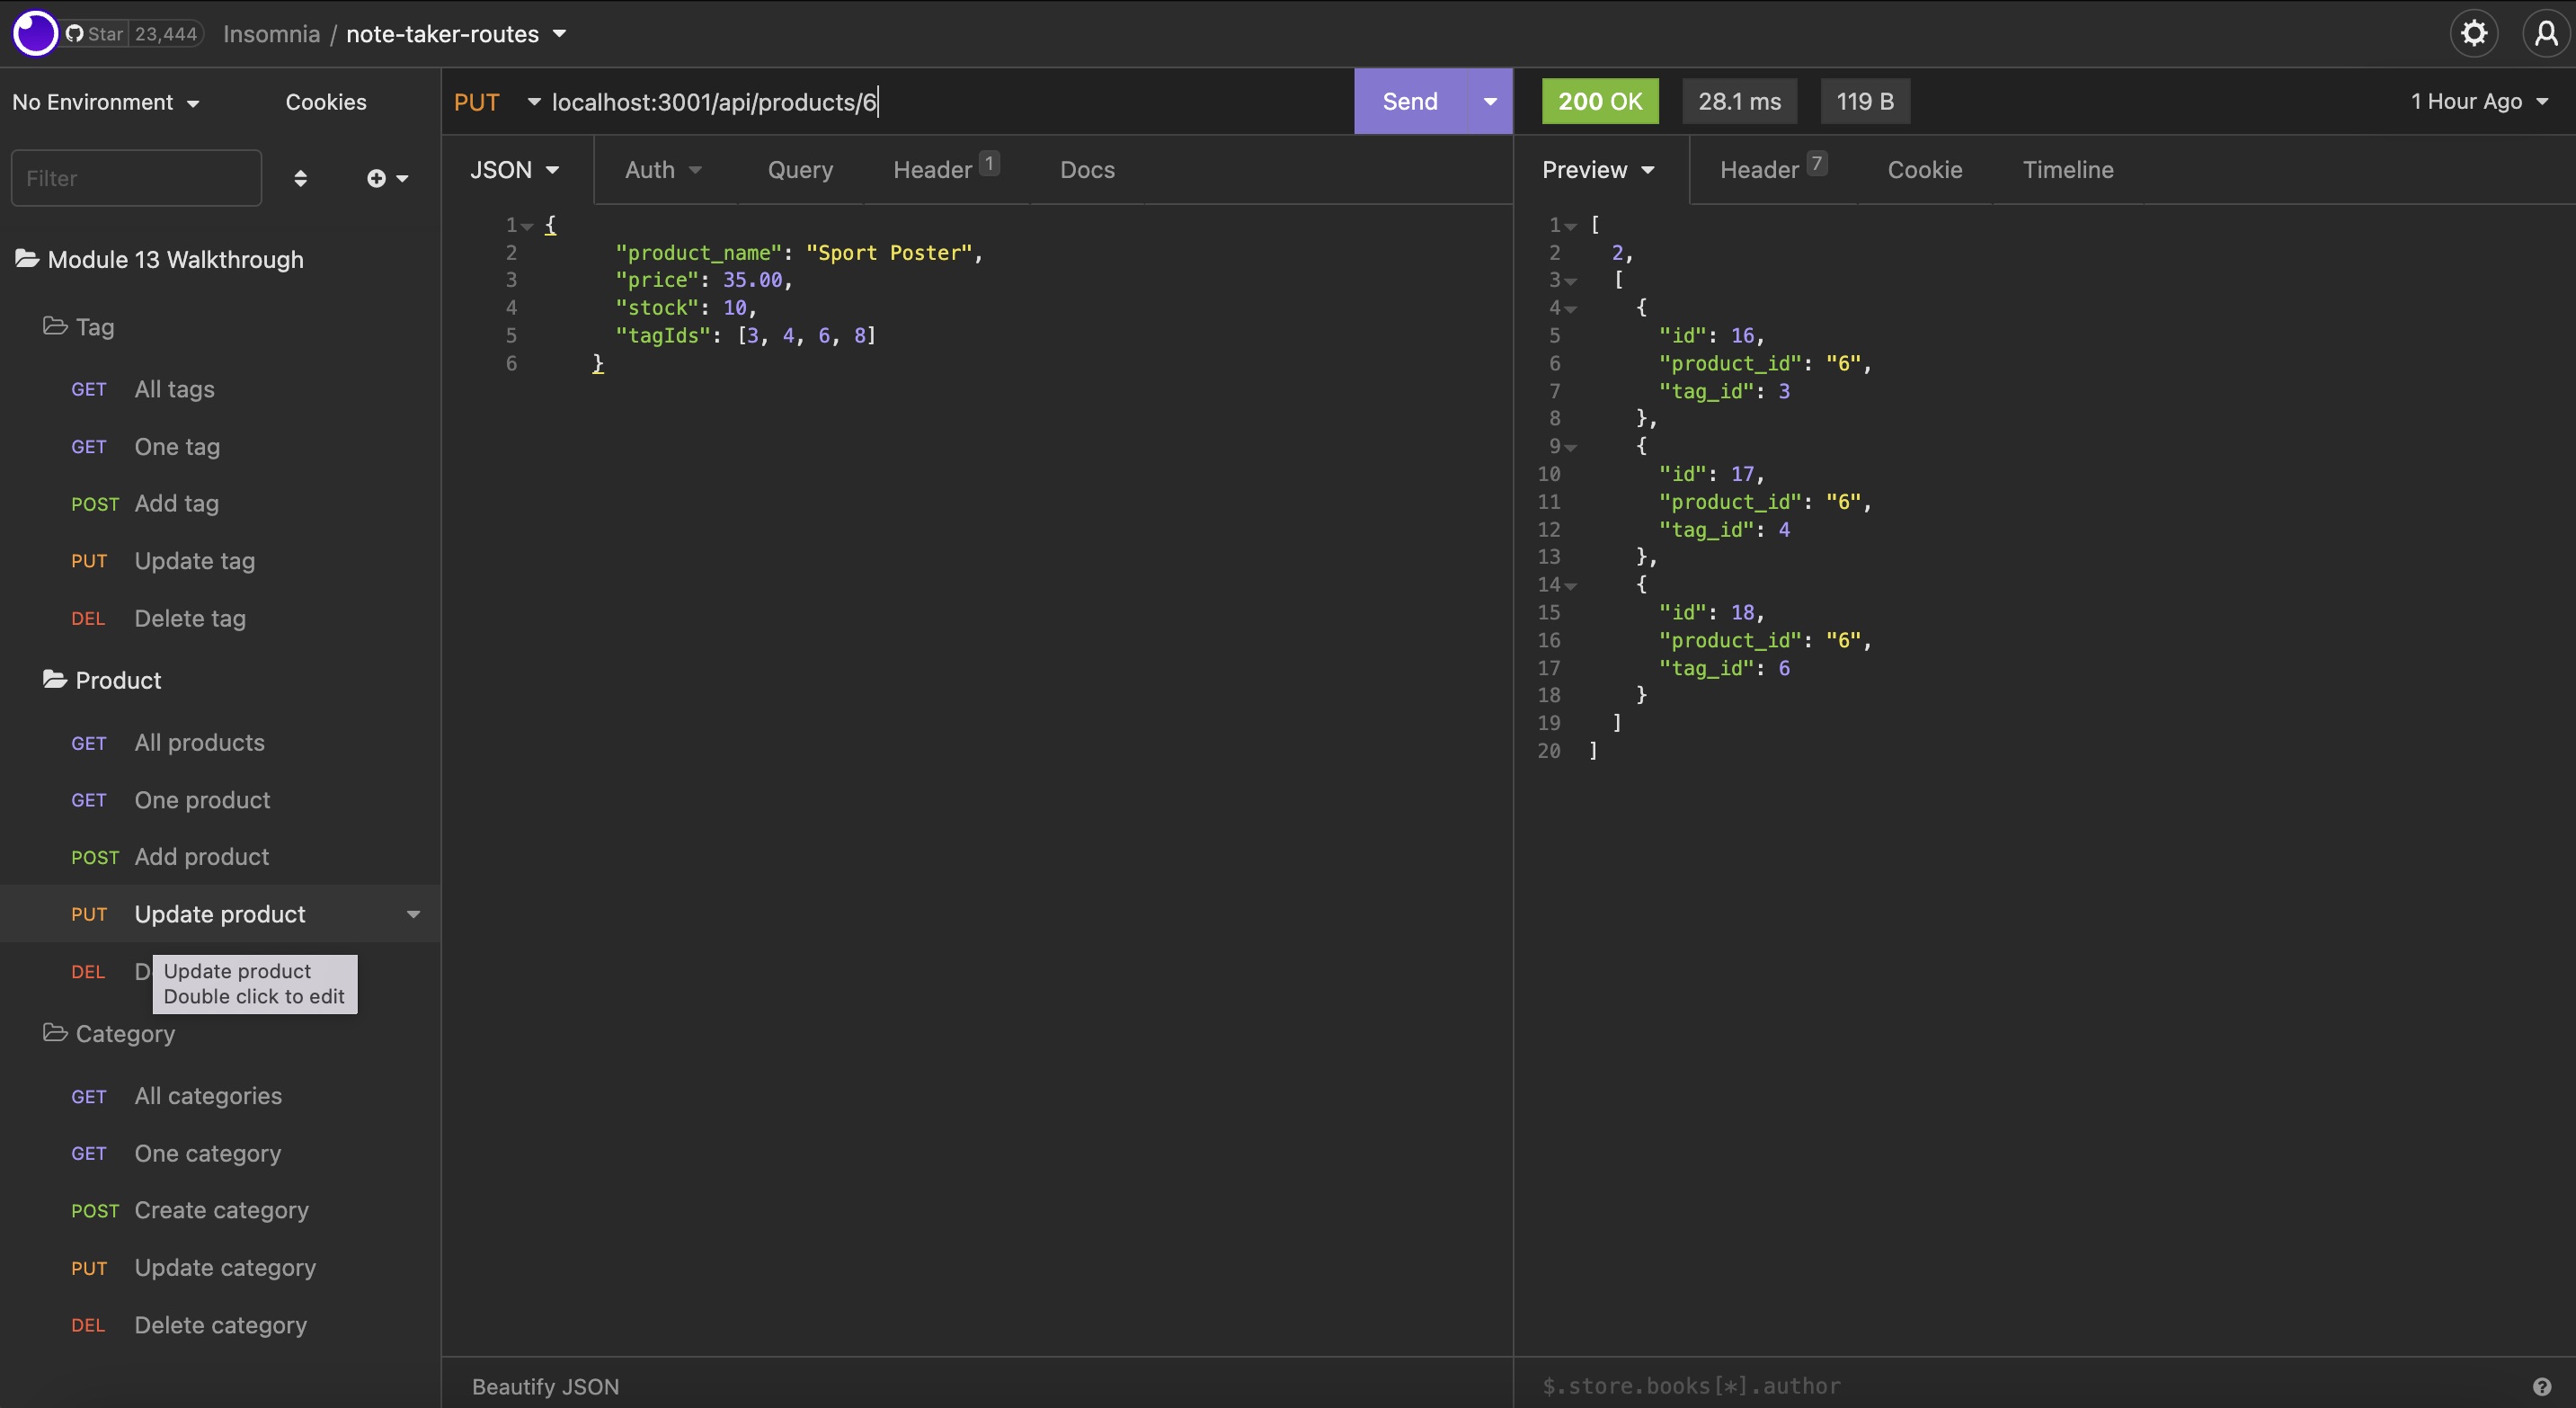 Star 23,444 Insomnia / note-taker-routes
No Environment Cookies
Filter
Module 13 Walkthrough
Tag
GET All tags
GET One tag
POST Add tag
PUT Update tag
DEL Delete tag
Product
GET All products
GET One product
POST Add product
PUT Update product
DEL D
Update product
Double click to edit
Category
GET All categories
GET One category
POST Create category
PUT Update category
DEL Delete category
PUT localhost:3001/api/products/6 Send
JSON Auth Query Header 1 Docs
1 {
2 "product_name": "Sport Poster",
3 "price": 35.00,
4 "stock": 10,
5 "tagIds": [3, 4, 6, 8]
6 }
Beautify JSON
200 OK 28.1 ms 119 B 1 Hour Ago
Preview Header 7 Cookie Timeline
1 [
2 2,
3 [
4 {
5 "id": 16,
6 "product_id": "6",
7 "tag_id": 3
8 },
9 {
10 "id": 17,
11 "product_id": "6",
12 "tag_id": 4
13 },
14 {
15 "id": 18,
16 "product_id": "6",
17 "tag_id": 6
18 }
19 ]
20 ]
$.store.books[*].author ?